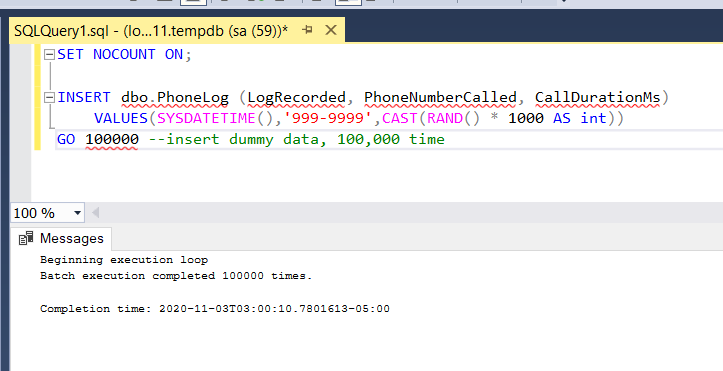 SQLQuery1.sql - (lo...11.tempdb (sa (59))*
SET NOCOUNT ON;
INSERT dbo.PhoneLog (LogRecorded, PhoneNumberCalled, CallDurationMs)
VALUES(SYSDATETIME(),'999-9999',CAST(RAND() * 1000 AS int))
GO 100000 --insert dummy data, 100,000 time
100 %
Messages
Beginning execution loop
Batch execution completed 100000 times.
Completion time: 2020-11-03T03:00:10.7801613-05:00